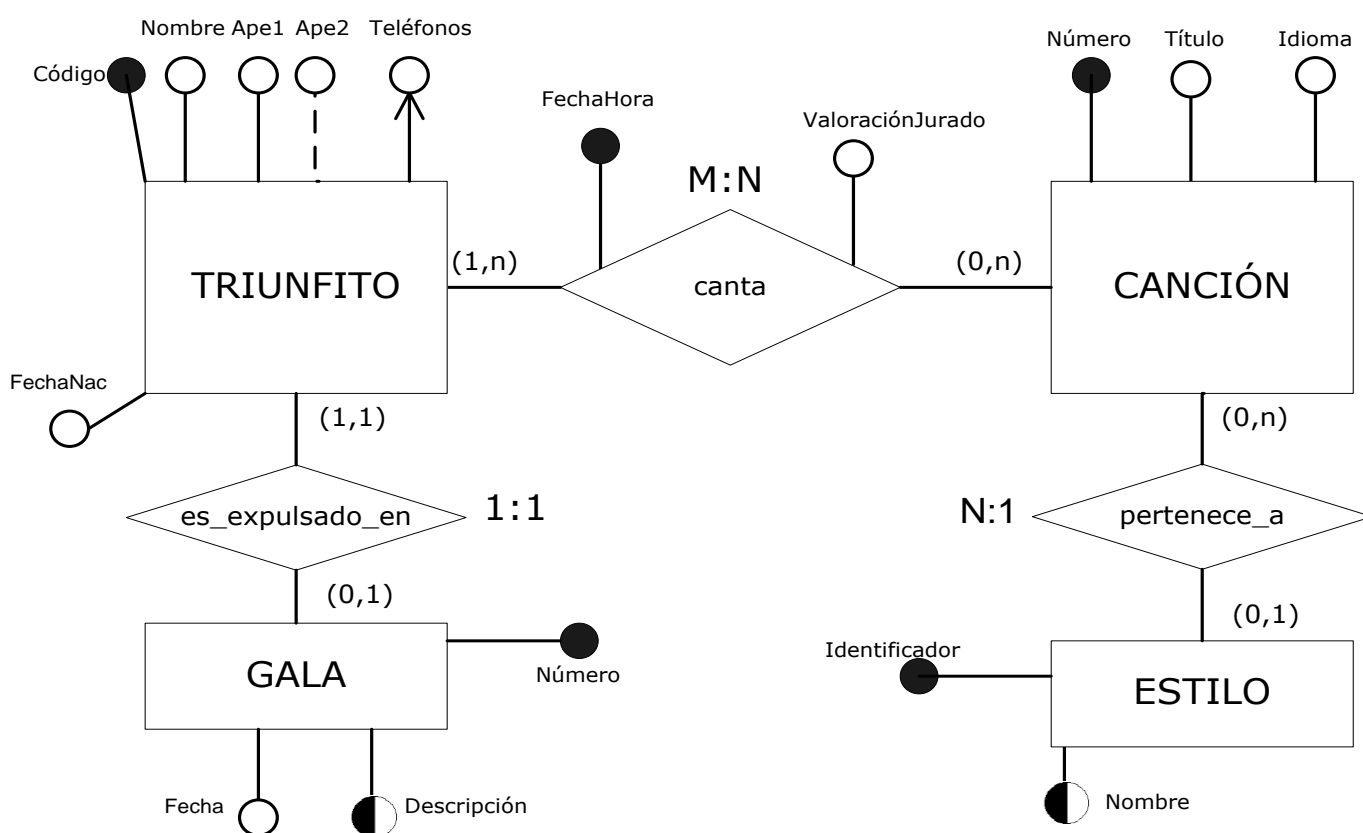 Nombre Ape1 Ape2 Teléfonos
Código
FechaHora
ValoraciónJurado
Número Título Idioma
M:N
(1,n)
(0,n)
TRIUNFITO
canta
CANCIÓN
FechaNac
(1,1)
(0,n)
es_expulsado_en
1:1
N:1
pertenece_a
(0,1)
(0,1)
GALA
Número
Identificador
ESTILO
Fecha
Descripción
Nombre